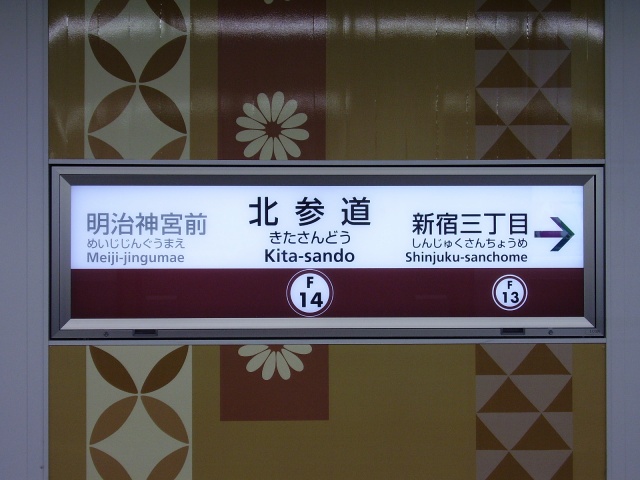 明治神宮前
めいじじんぐうまえ
Meiji-jingumae
北参道
きたさんどう
Kita-sando
F
14
新宿三丁目
しんじゅくさんちょうめ
Shinjuku-sanchome
F
13